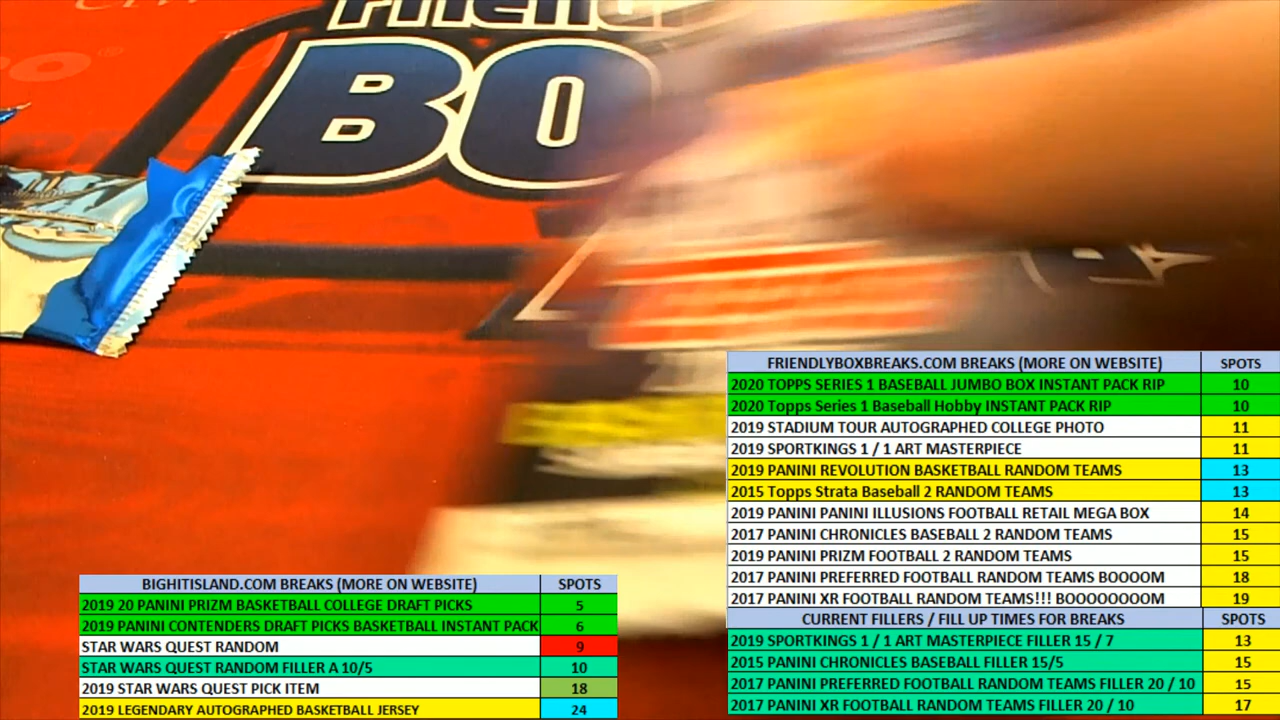 Friend
BO
FRIENDLYBOXBREAKS.COM BREAKS (MORE ON WEBSITE) SPOTS
2020 TOPPS SERIES 1 BASEBALL JUMBO BOX INSTANT PACK RIP 10
2020 Topps Series 1 Baseball Hobby INSTANT PACK RIP 10
2019 STADIUM TOUR AUTOGRAPHED COLLEGE PHOTO 11
2019 SPORTKINGS 1 / 1 ART MASTERPIECE 11
2019 PANINI REVOLUTION BASKETBALL RANDOM TEAMS 13
2015 Topps Strata Baseball 2 RANDOM TEAMS 13
2019 PANINI PANINI ILLUSIONS FOOTBALL RETAIL MEGA BOX 14
2017 PANINI CHRONICLES BASEBALL 2 RANDOM TEAMS 15
2019 PANINI PRIZM FOOTBALL 2 RANDOM TEAMS 15
2017 PANINI PREFERRED FOOTBALL RANDOM TEAMS BOOOOM 18
2017 PANINI XR FOOTBALL RANDOM TEAMS!!! BOOOOOOOOM 19
CURRENT FILLERS / FILL UP TIMES FOR BREAKS SPOTS
2019 SPORTKINGS 1 / 1 ART MASTERPIECE FILLER 15 / 7 13
2015 PANINI CHRONICLES BASEBALL FILLER 15/5 15
2017 PANINI PREFERRED FOOTBALL RANDOM TEAMS FILLER 20 / 10 15
2017 PANINI XR FOOTBALL RANDOM TEAMS FILLER 20 / 10 17
BIGHITISLAND.COM BREAKS (MORE ON WEBSITE) SPOTS
2019 20 PANINI PRIZM BASKETBALL COLLEGE DRAFT PICKS 5
2019 PANINI CONTENDERS DRAFT PICKS BASKETBALL INSTANT PACK 6
STAR WARS QUEST RANDOM 9
STAR WARS QUEST RANDOM FILLER A 10/5 10
2019 STAR WARS QUEST PICK ITEM 18
2019 LEGENDARY AUTOGRAPHED BASKETBALL JERSEY 24